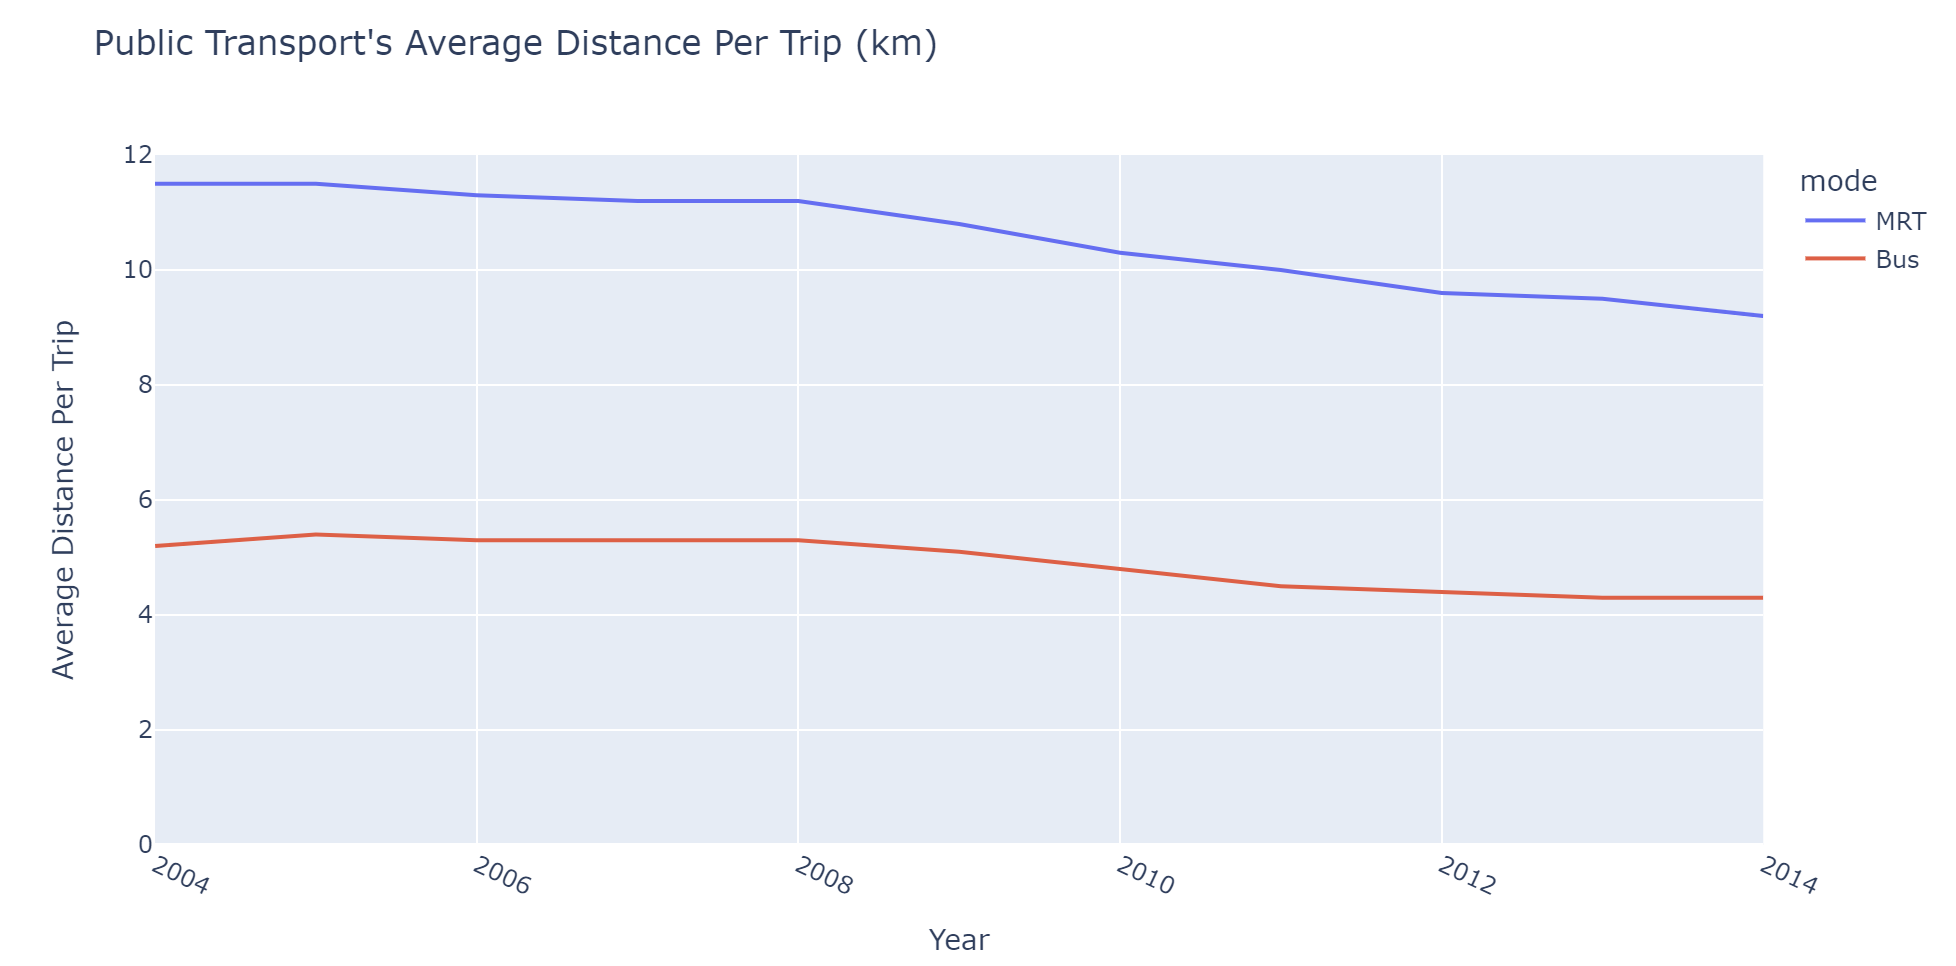 Public Transport's Average Distance Per Trip (km)
12
10
8
6
4
2
0
Average Distance Per Trip
2004
2006
2008
2010
2012
2014
Year
mode
MRT
Bus